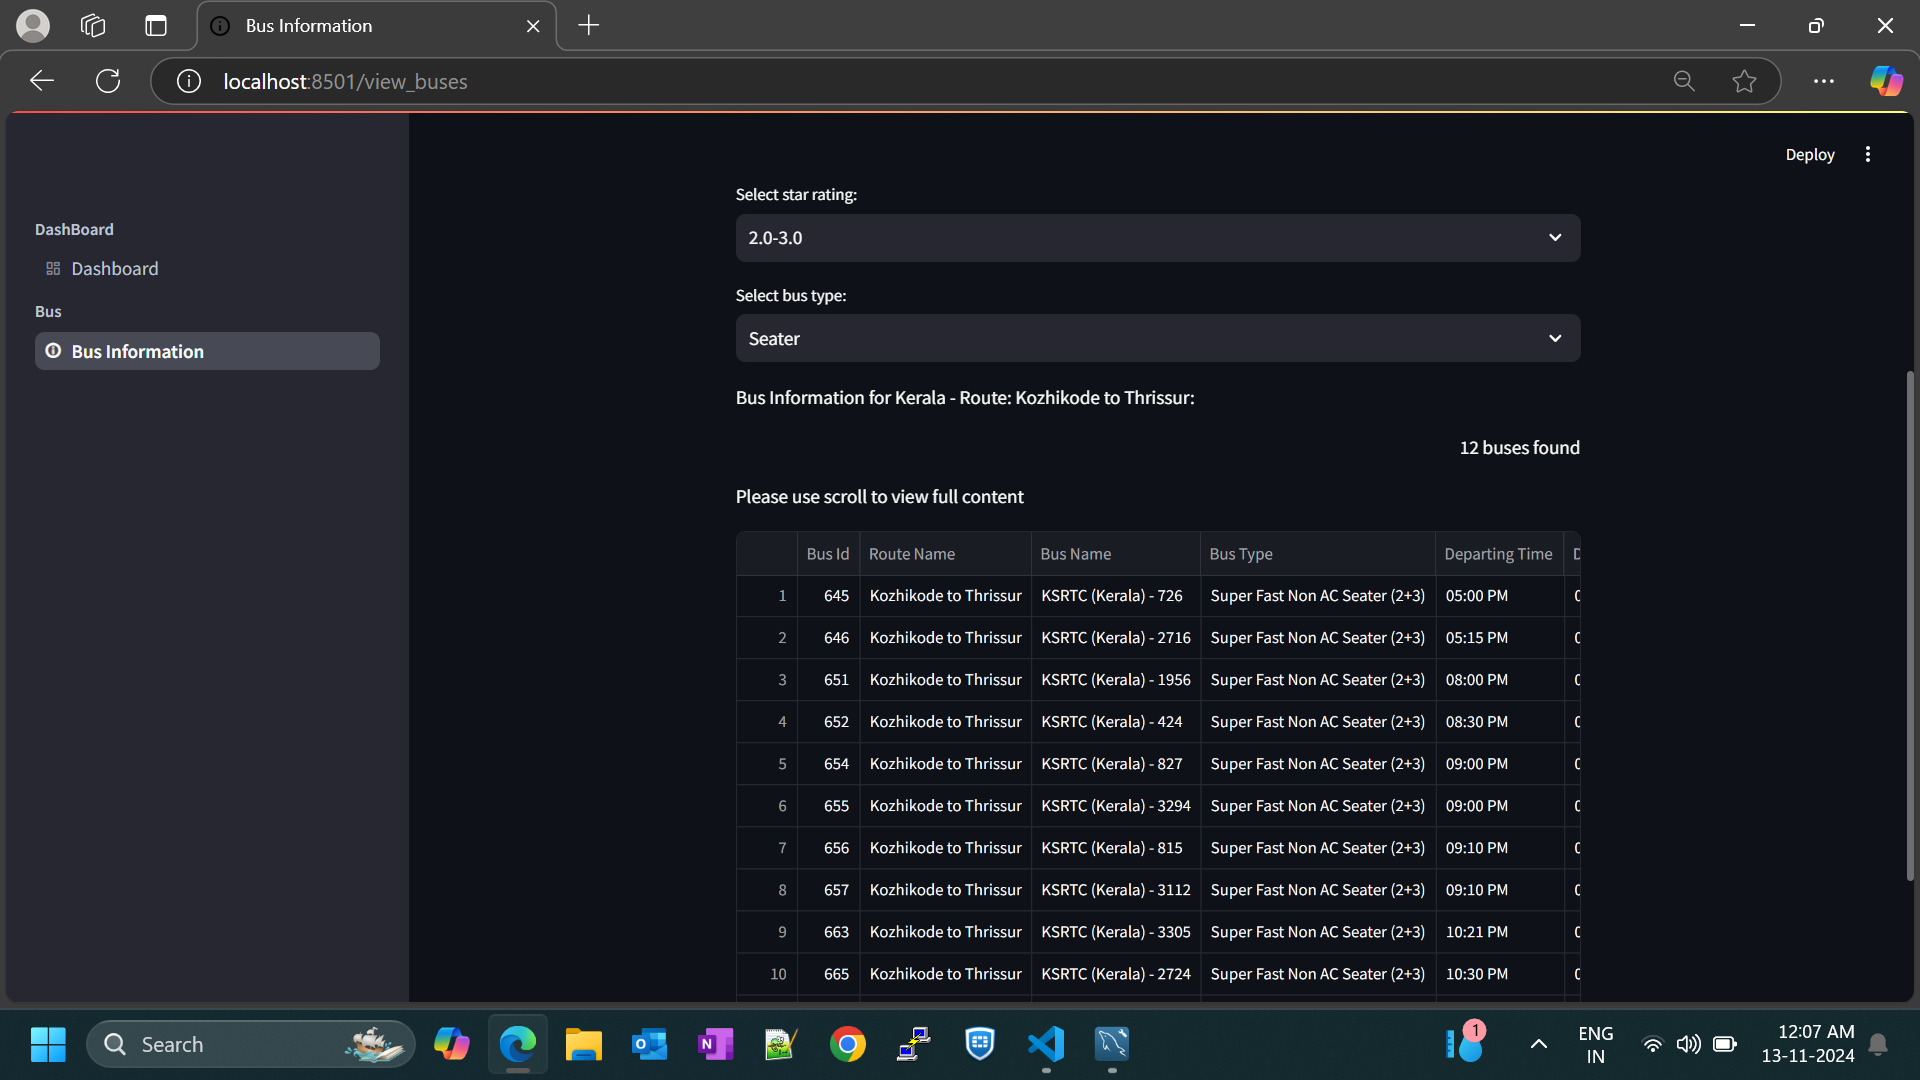 Bus Information
localhost:8501/view_buses
Deploy
DashBoard
Dashboard
Bus
Bus Information
Select star rating:
2.0-3.0
Select bus type:
Seater
Bus Information for Kerala - Route: Kozhikode to Thrissur:
12 buses found
Please use scroll to view full content
Bus Id Route Name Bus Name Bus Type Departing Time
1 645 Kozhikode to Thrissur KSRTC (Kerala) - 726 Super Fast Non AC Seater (2+3) 05:00 PM
2 646 Kozhikode to Thrissur KSRTC (Kerala) - 2716 Super Fast Non AC Seater (2+3) 05:15 PM
3 651 Kozhikode to Thrissur KSRTC (Kerala) - 1956 Super Fast Non AC Seater (2+3) 08:00 PM
4 652 Kozhikode to Thrissur KSRTC (Kerala) - 424 Super Fast Non AC Seater (2+3) 08:30 PM
5 654 Kozhikode to Thrissur KSRTC (Kerala) - 827 Super Fast Non AC Seater (2+3) 09:00 PM
6 655 Kozhikode to Thrissur KSRTC (Kerala) - 3294 Super Fast Non AC Seater (2+3) 09:00 PM
7 656 Kozhikode to Thrissur KSRTC (Kerala) - 815 Super Fast Non AC Seater (2+3) 09:10 PM
8 657 Kozhikode to Thrissur KSRTC (Kerala) - 3112 Super Fast Non AC Seater (2+3) 09:10 PM
9 663 Kozhikode to Thrissur KSRTC (Kerala) - 3305 Super Fast Non AC Seater (2+3) 10:21 PM
10 665 Kozhikode to Thrissur KSRTC (Kerala) - 2724 Super Fast Non AC Seater (2+3) 10:30 PM
Search
1
ENG
IN
12:07 AM
13-11-2024